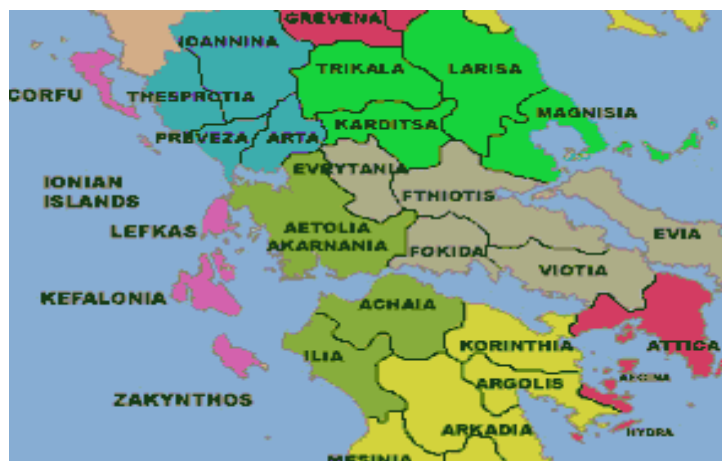 GREVENA
IOANNINA
TRIKALA
LARISA
CORFU
THESPROTIA
MAGNISIA
PREVEZA
ARTA
KARDITSA
EVRYTANIA
IONIAN
ISLANDS
FTHIOTIS
LEFKAS
AETOLIA
AKARNANIA
EVIA
FOKIDA
VIOTIA
KEFALONIA
ACHAIA
KORINTHIA
ATTICA
ILIA
AEGINA
ARGOLIS
ZAKYNTHOS
ARKADIA
HYDRA
MESINIA